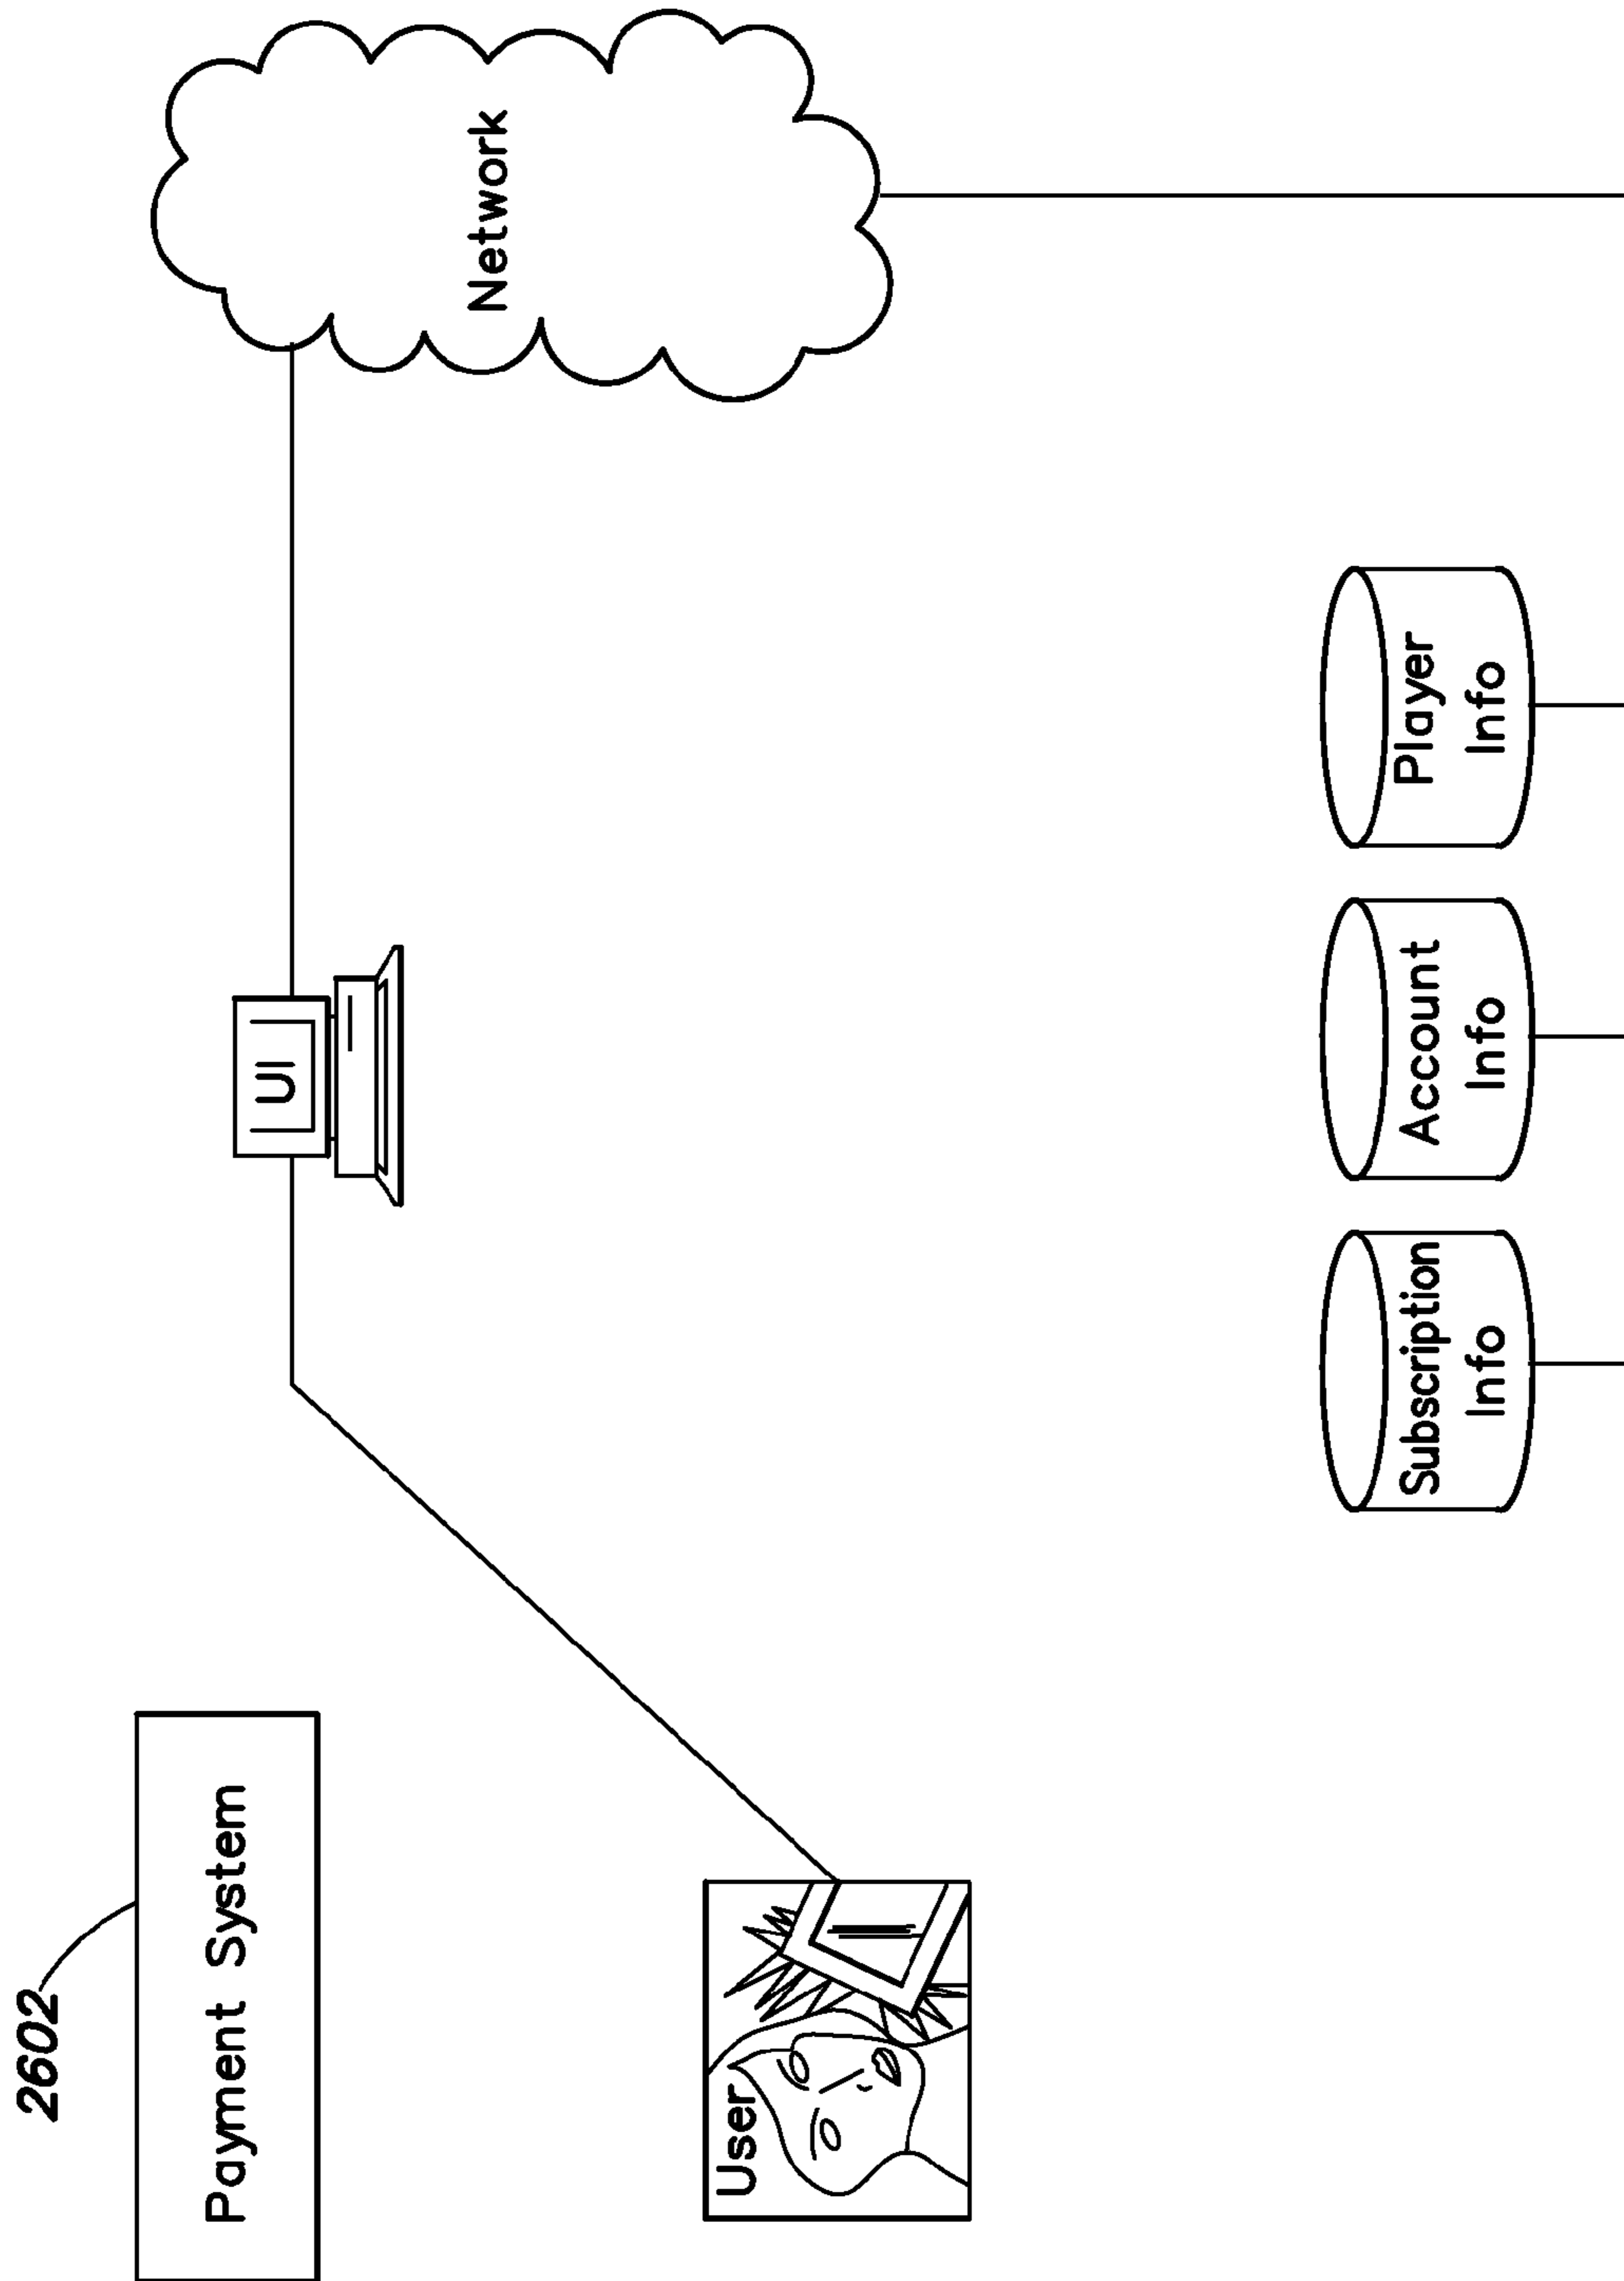 2602
Payment System
UI
Network
User
Subscription
Info
Account
Info
Player
Info